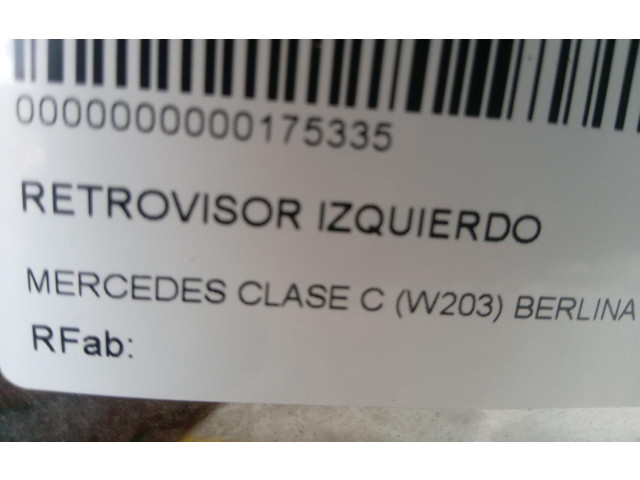 0000000000175335
RETROVISOR IZQUIERDO
MERCEDES CLASE C (W203) BERLINA
RFab: